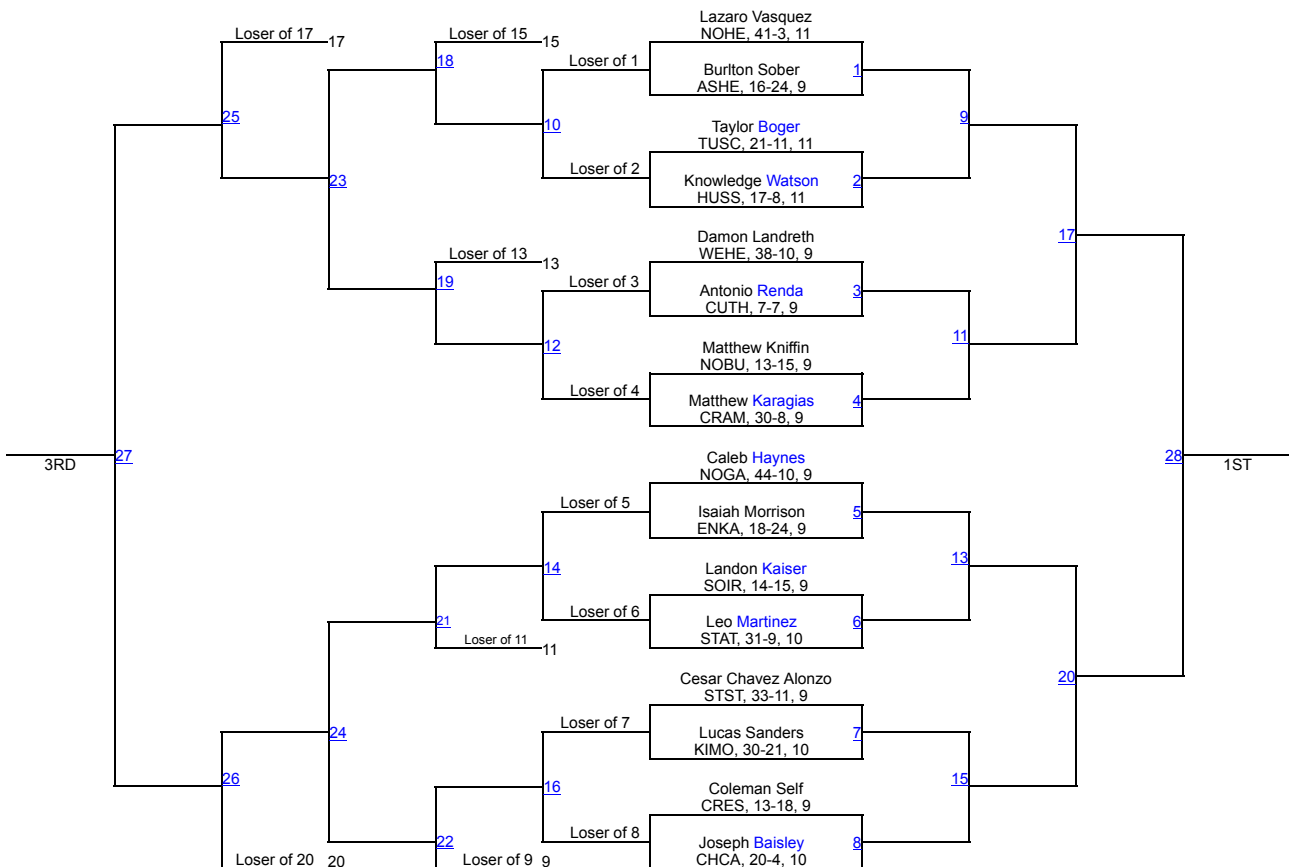 Lazaro Vasquez
Loser of 17 17
Loser of 15 15
NOHE, 41-3, 11
18
Loser of 1
Burlton Sober
1
ASHE, 16-24, 9
25
10
9
Taylor Boger
TUSC, 21-11, 11
Loser of 2
23
Knowledge Watson
2
HUSS, 17-8, 11
Damon Landreth
17
WEHE, 38-10, 9
Loser of 13 13
19
Loser of 3
Antonio Renda
3
CUTH, 7-7, 9
11
12
Matthew Kniffin
NOBU, 13-15, 9
Loser of 4
Matthew Karagias
4
CRAM, 30-8, 9
3RD
27
Caleb Haynes
28
1ST
NOGA, 44-10, 9
Loser of 5
Isaiah Morrison
5
ENKA, 18-24, 9
14
13
Landon Kaiser
SOIR, 14-15, 9
Loser of 6
21
Leo Martinez
6
STAT, 31-9, 10
Loser of 11 11
Cesar Chavez Alonzo
20
STST, 33-11, 9
Loser of 7
24
Lucas Sanders
7
KIMO, 30-21, 10
26
16
15
Coleman Self
CRES, 13-18, 9
Loser of 8
22
Joseph Baisley
8
CHCA, 20-4, 10
Loser of 20 20
Loser of 9 9